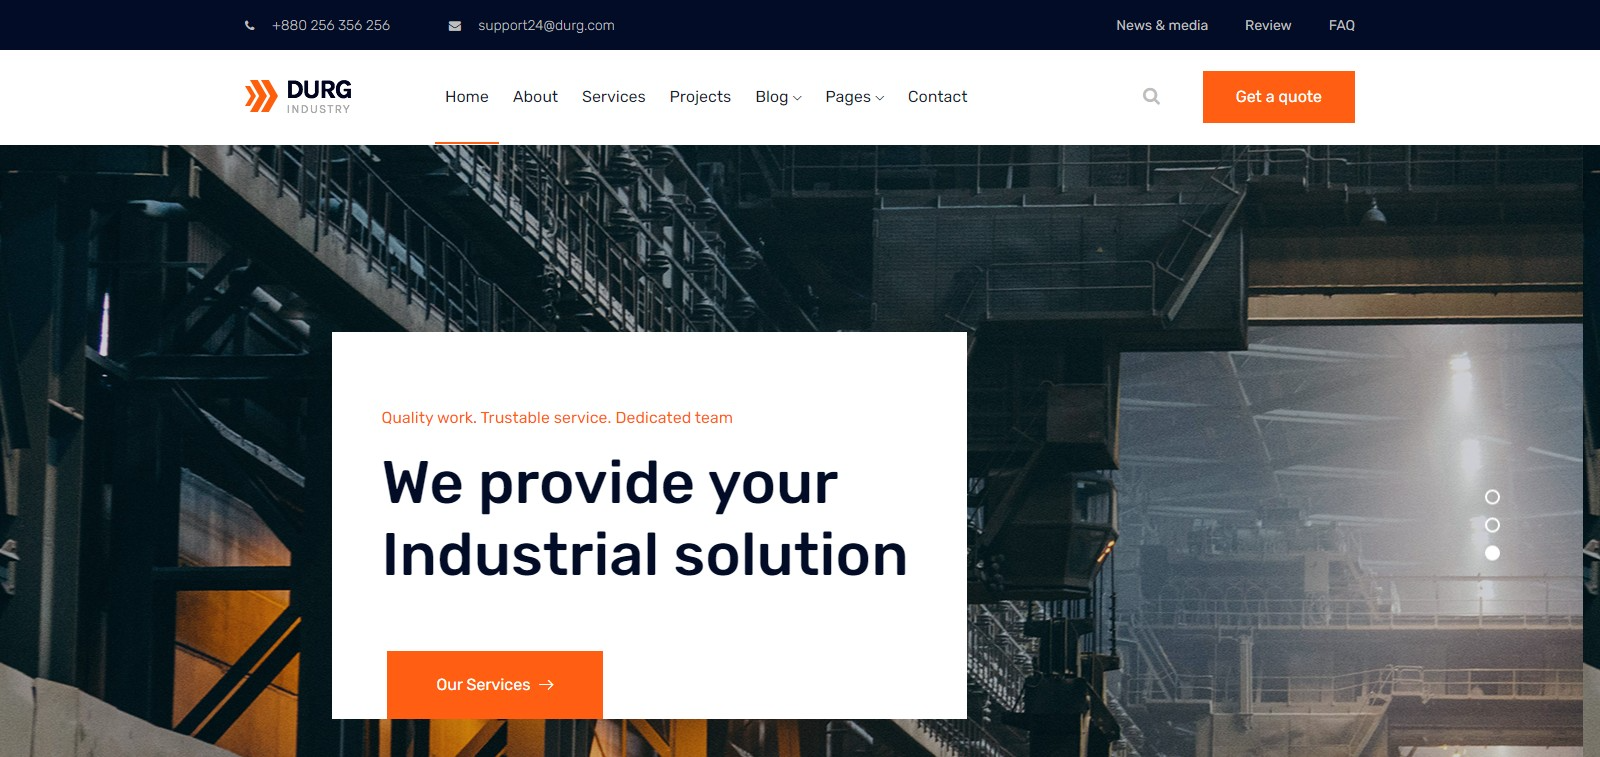 +880 256 356 256
support24@durg.com
News & media
Review
FAQ
DURG
INDUSTRY
Home
About
Services
Projects
Blog
Pages
Contact
Get a quote
Quality work. Trustable service. Dedicated team
We provide your
Industrial solution
Our Services